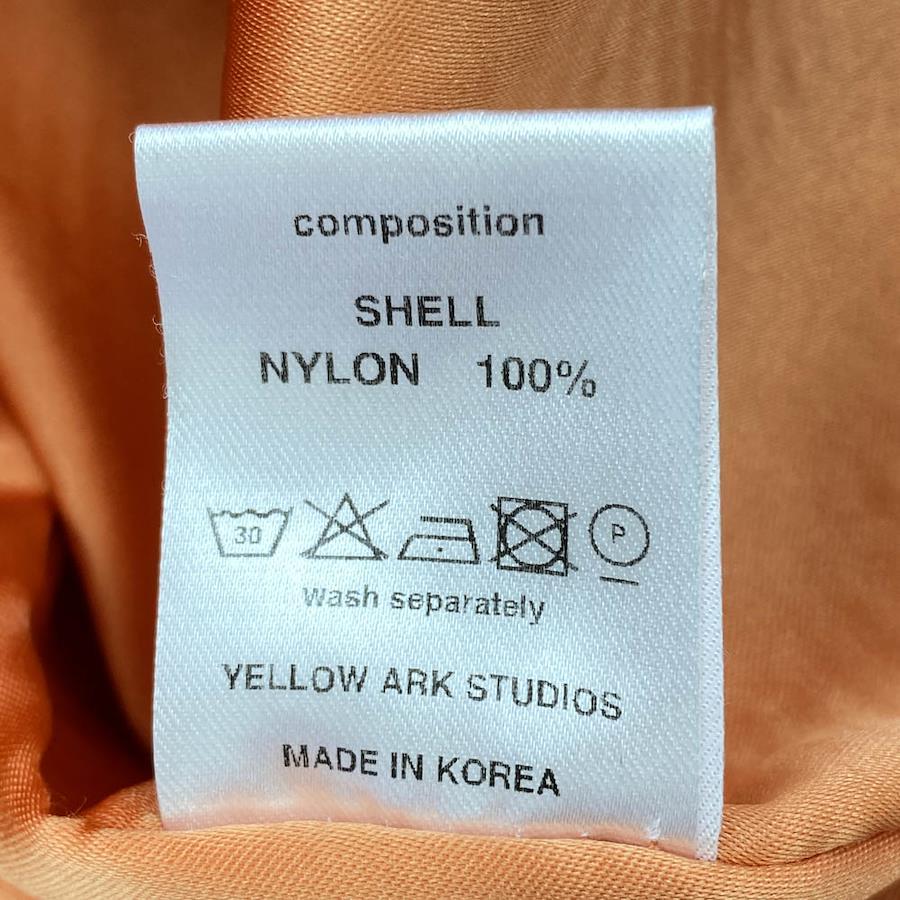 composition
SHELL
NYLON 100%
30 P
wash separately
YELLOW ARK STUDIOS
MADE IN KOREA